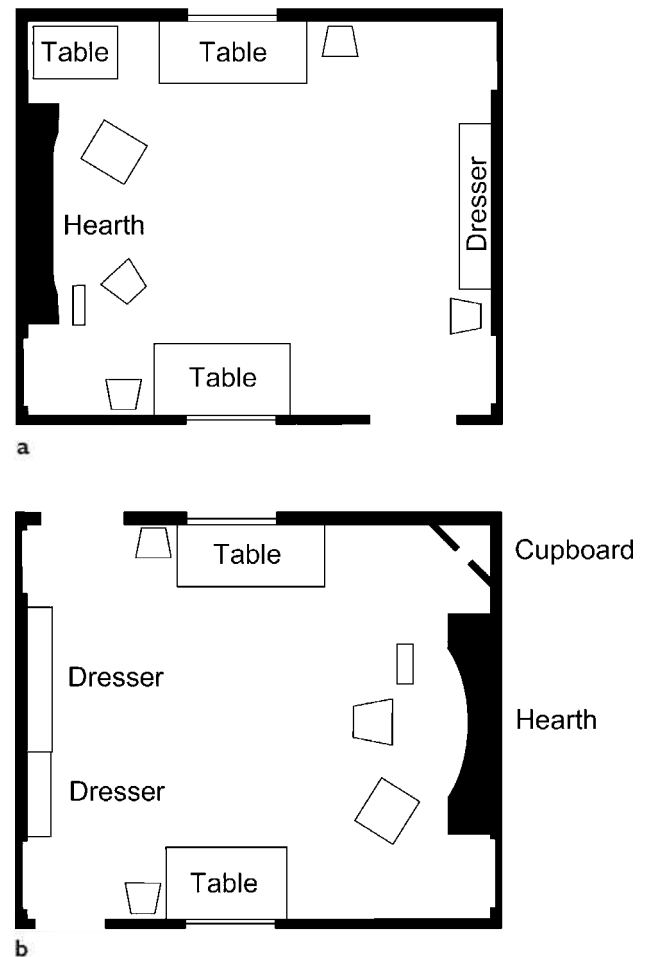 Table
Table
Dresser
Hearth
Table
a
Table
Cupboard
Dresser
Hearth
Dresser
Table
b